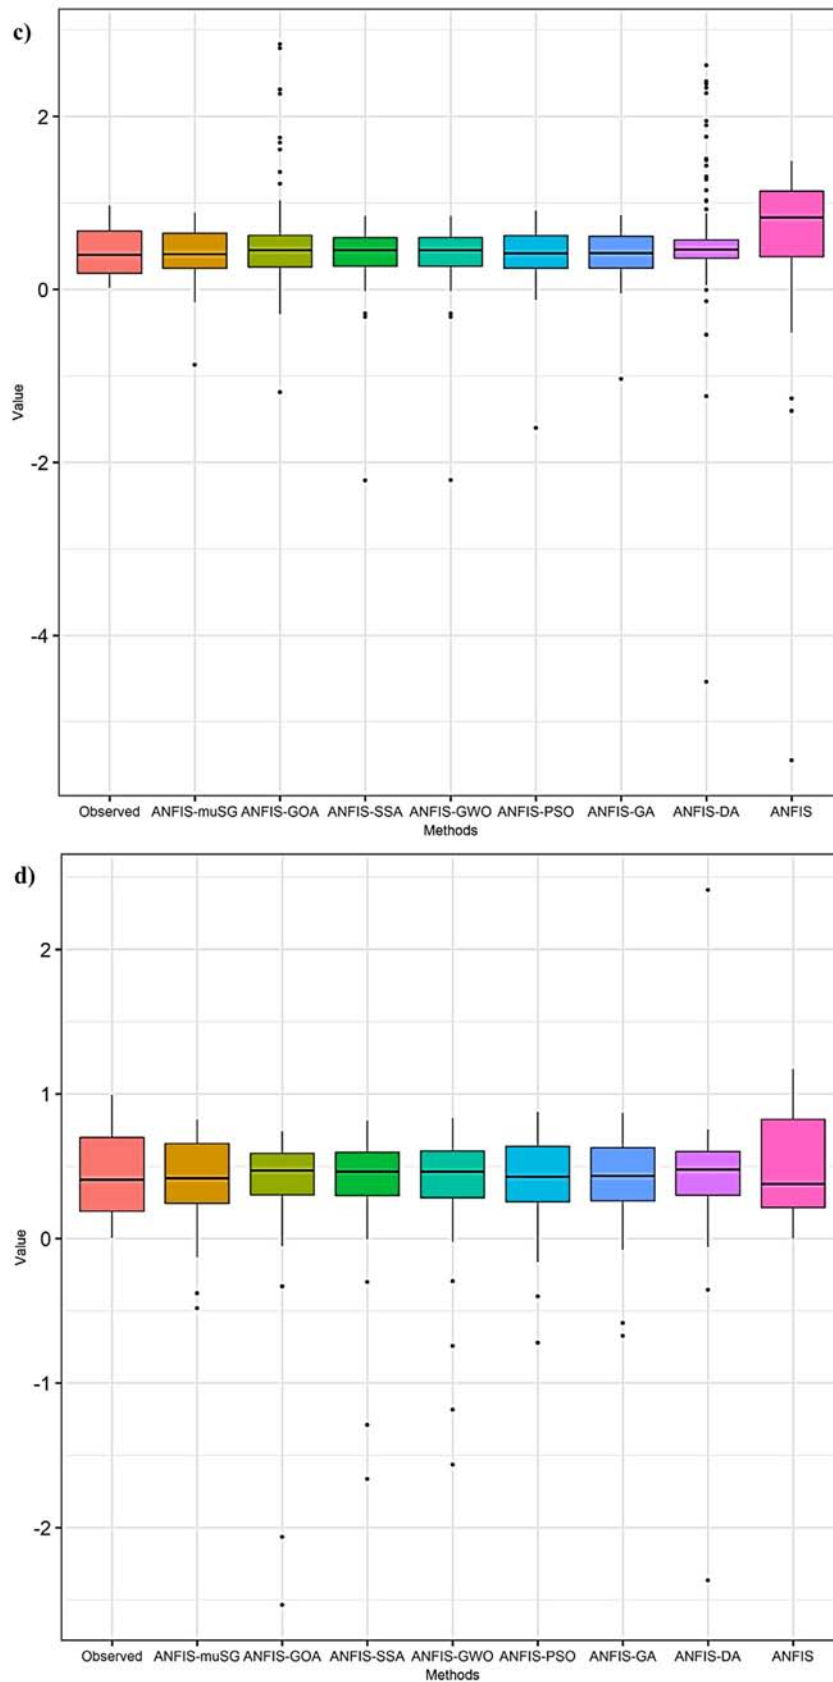 c)
2
0
-2
-4
Value
Observed ANFIS-muSG ANFIS-GOA ANFIS-SSA ANFIS-GWO ANFIS-PSO ANFIS-GA ANFIS-DA ANFIS
Methods
d)
2
1
0
-1
-2
Value
Observed ANFIS-muSG ANFIS-GOA ANFIS-SSA ANFIS-GWO ANFIS-PSO ANFIS-GA ANFIS-DA ANFIS
Methods